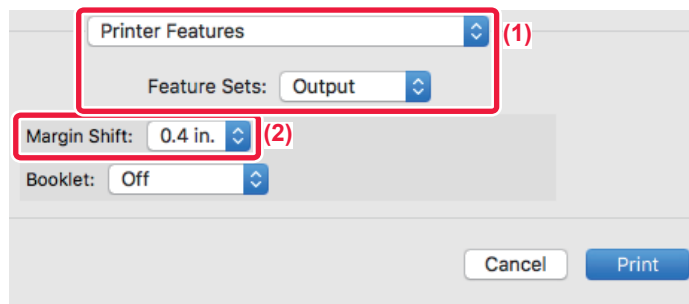 Printer Features (1)
Feature Sets: Output
Margin Shift: 0.4 in. (2)
Booklet: Off
Cancel Print